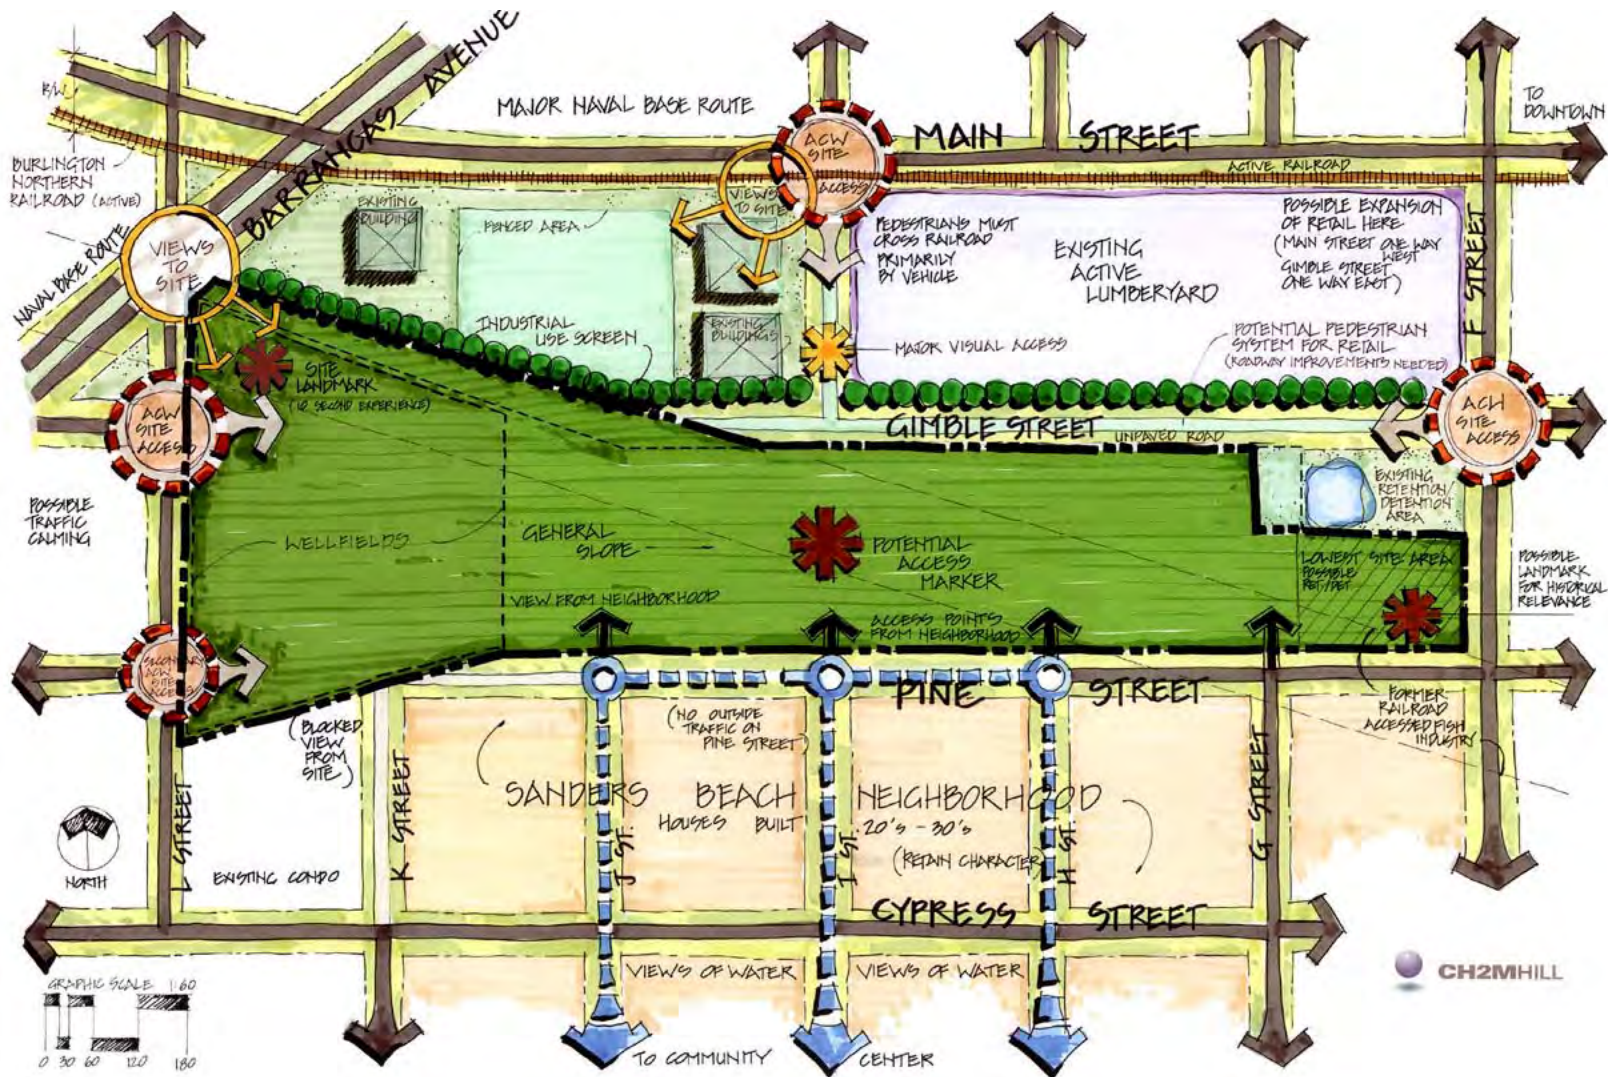 BARRANCAS AVENUE
MAJOR NAVAL BASE ROUTE
MAIN STREET
TO
DOWNTOWN
R/W
ACTIVE RAILROAD
BURLINGTON
NORTHERN
RAILROAD (ACTIVE)
NAVAL BASE ROUTE
VIEWS
TO
SITE
EXISTING
BUILDING
FENCED AREA
ACW
SITE
ACCESS
VIEWS
TO SITE
PEDESTRIANS MUST
CROSS RAILROAD
PRIMARILY
BY VEHICLE
EXISTING
ACTIVE
LUMBERYARD
POSSIBLE EXPANSION
OF RETAIL HERE
(MAIN STREET ONE WAY
WEST
GIMBLE STREET
ONE WAY EAST)
F STREET
INDUSTRIAL
USE SCREEN
EXISTING
BUILDINGS
MAJOR VISUAL ACCESS
POTENTIAL PEDESTRIAN
SYSTEM FOR RETAIL
(ROADWAY IMPROVEMENTS NEEDED)
SITE
LANDMARK
(10 SECOND EXPERIENCE)
ACW
SITE
ACCESS
GIMBLE STREET
UNPAVED ROAD
ACW
SITE
ACCESS
EXISTING
RETENTION/
DETENTION
AREA
POSSIBLE
TRAFFIC
CALMING
WELLFIELDS
GENERAL
SLOPE
POTENTIAL
ACCESS
MARKER
LOWEST SITE AREA
POSSIBLE
RET/DET
POSSIBLE
LANDMARK
FOR HISTORICAL
RELEVANCE
VIEW FROM NEIGHBORHOOD
ACCESS POINTS
FROM NEIGHBORHOOD
SECONDARY
ACW
SITE
ACCESS
PINE STREET
(BLOCKED
VIEW
FROM
SITE)
(NO OUTSIDE
TRAFFIC ON
PINE STREET)
FORMER
RAILROAD
ACCESSED FISH
INDUSTRY
L STREET
K STREET
J ST.
I ST.
H ST.
G STREET
SANDERS BEACH NEIGHBORHOOD
HOUSES BUILT 20'S - 30'S
(RETAIN CHARACTER)
NORTH
EXISTING CONDO
CYPRESS STREET
VIEWS OF WATER
VIEWS OF WATER
GRAPHIC SCALE 1:60
0 30 60 120 180
TO COMMUNITY CENTER
CH2MHILL